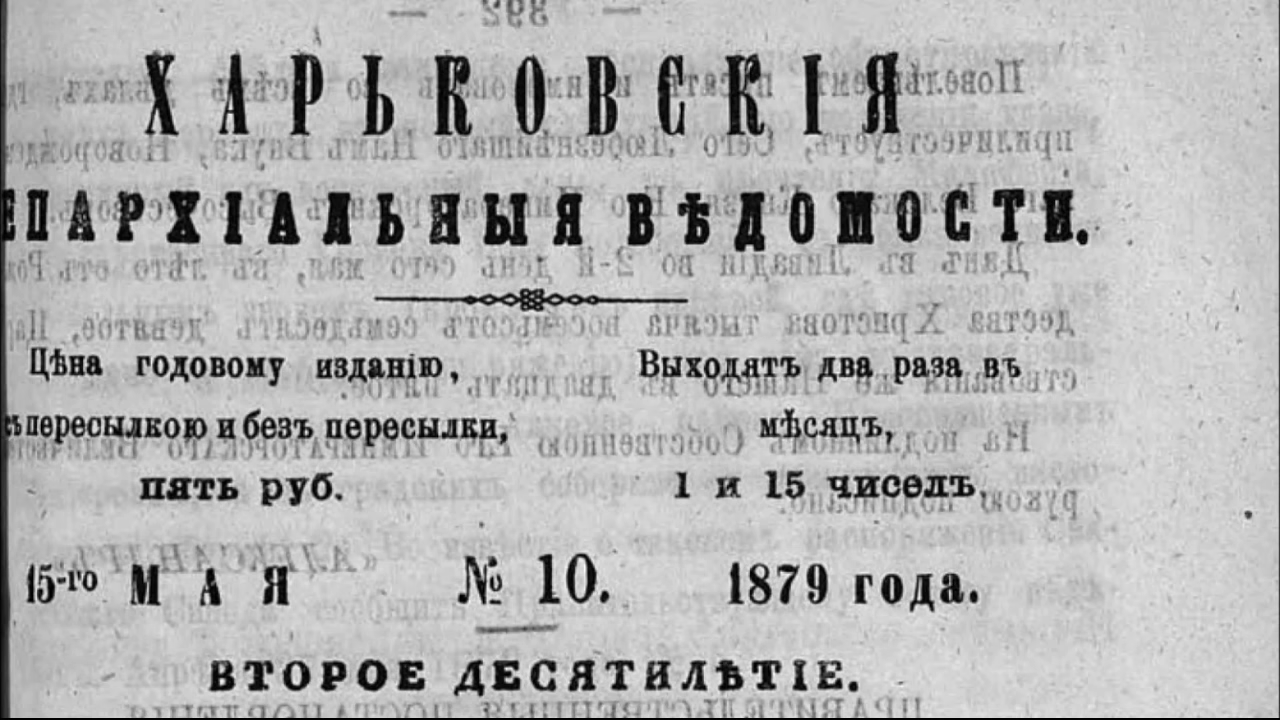 ХАРЬКОВСКІЯ
ЕПАРХІАЛЬНЫЯ ВѢДОМОСТИ.
Цѣна годовому изданію,
съ пересылкою и безъ пересылки,
пять руб.
Выходятъ два раза въ
мѣсяцъ,
1 и 15 чиселъ.
15-го МАЯ № 10. 1879 года.
ВТОРОЕ ДЕСЯТИЛѢТІЕ.